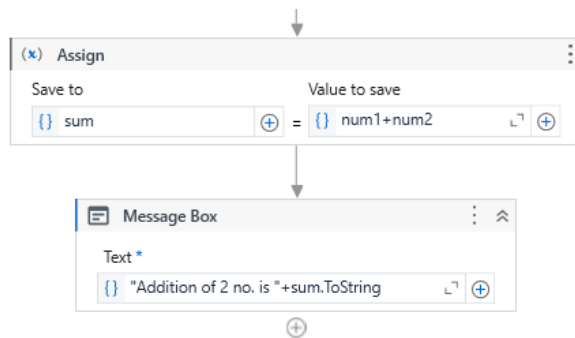 (x) Assign
Save to Value to save
{} sum = {} num1+num2
Message Box
Text *
{} "Addition of 2 no. is "+sum.ToString